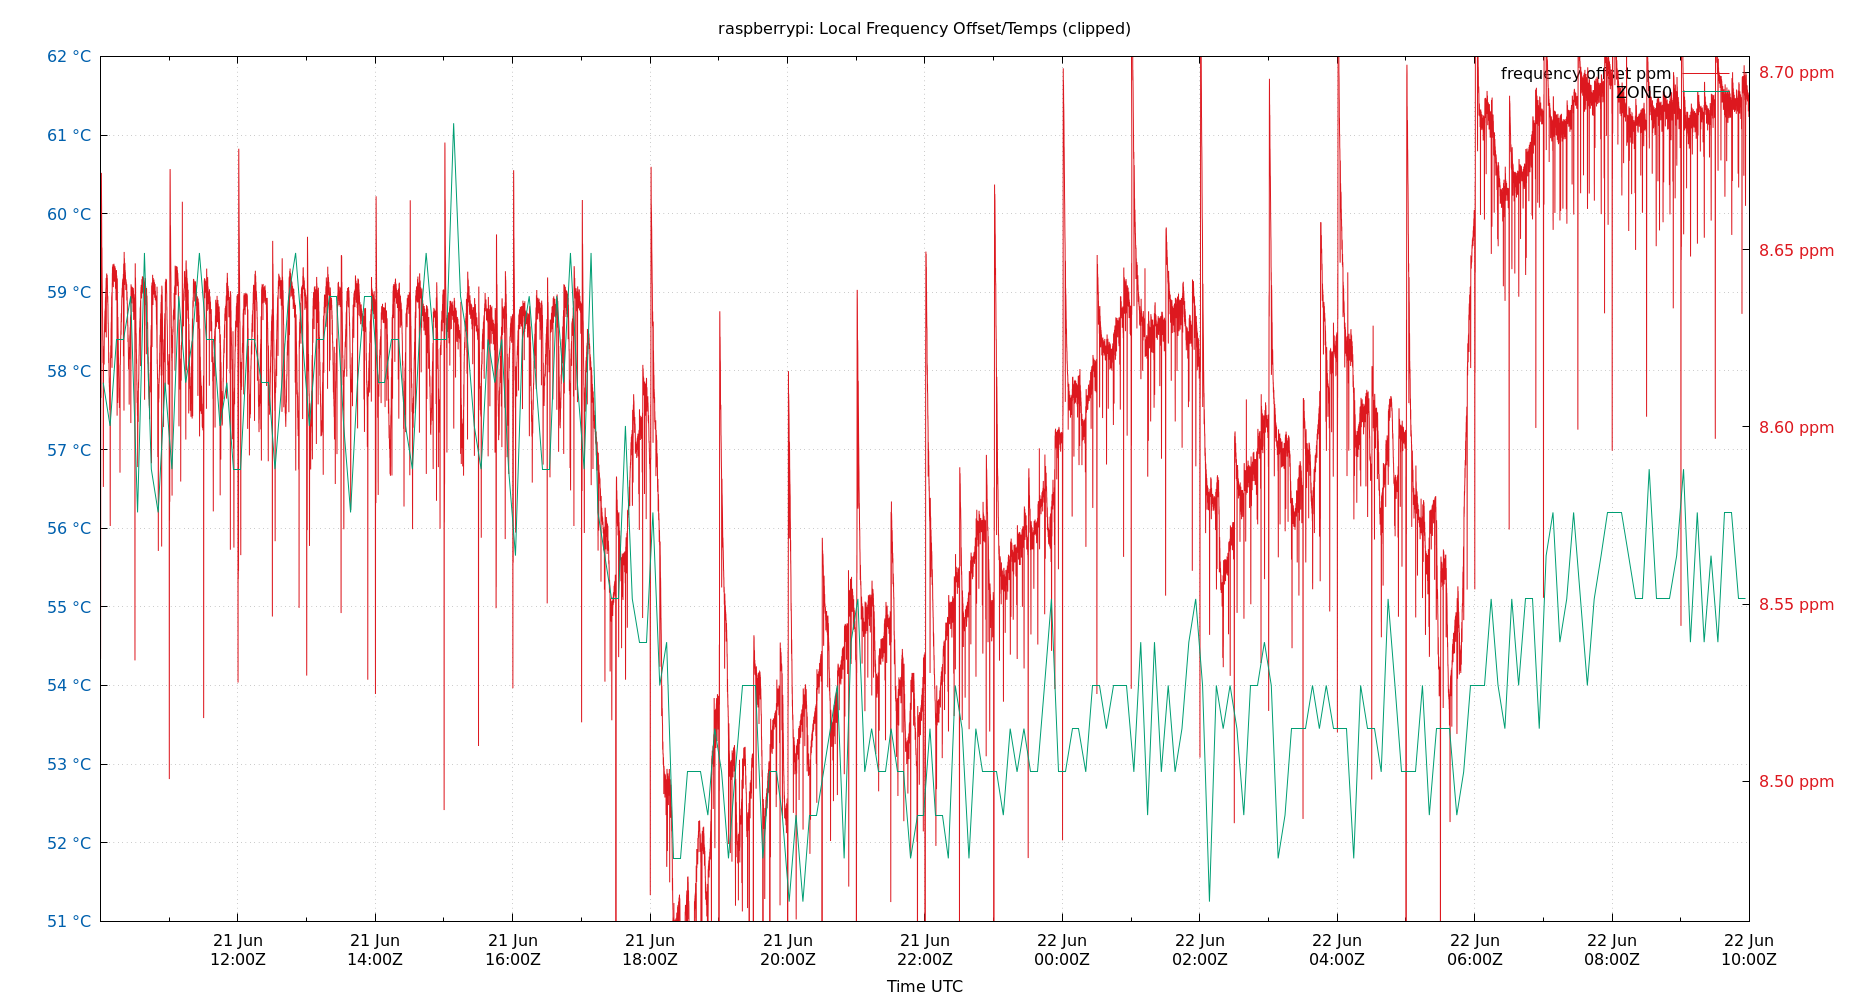 raspberrypi: Local Frequency Offset/Temps (clipped)
62 °C
61 °C
60 °C
59 °C
58 °C
57 °C
56 °C
55 °C
54 °C
53 °C
52 °C
51 °C
frequency offset ppm
ZONE0
8.70 ppm
8.65 ppm
8.60 ppm
8.55 ppm
8.50 ppm
21 Jun 21 Jun 21 Jun 21 Jun 21 Jun 21 Jun 22 Jun 22 Jun 22 Jun 22 Jun 22 Jun 22 Jun
12:00Z 14:00Z 16:00Z 18:00Z 20:00Z 22:00Z 00:00Z 02:00Z 04:00Z 06:00Z 08:00Z 10:00Z
Time UTC